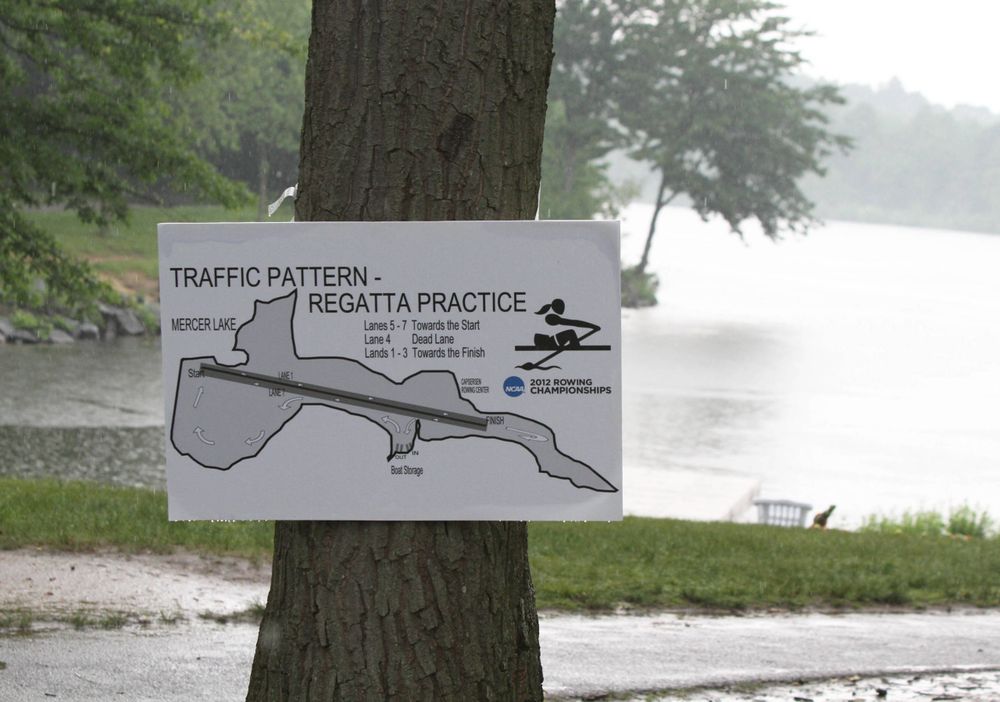 TRAFFIC PATTERN -
REGATTA PRACTICE
MERCER LAKE
Lanes 5 - 7 Towards the Start
Lane 4 Dead Lane
Lands 1 - 3 Towards the Finish
Start
LANE 1
LANE 7
CAPSERSEN
ROWING CENTER
NCAA
2012 ROWING
CHAMPIONSHIPS
FINISH
OUT
IN
Boat Storage